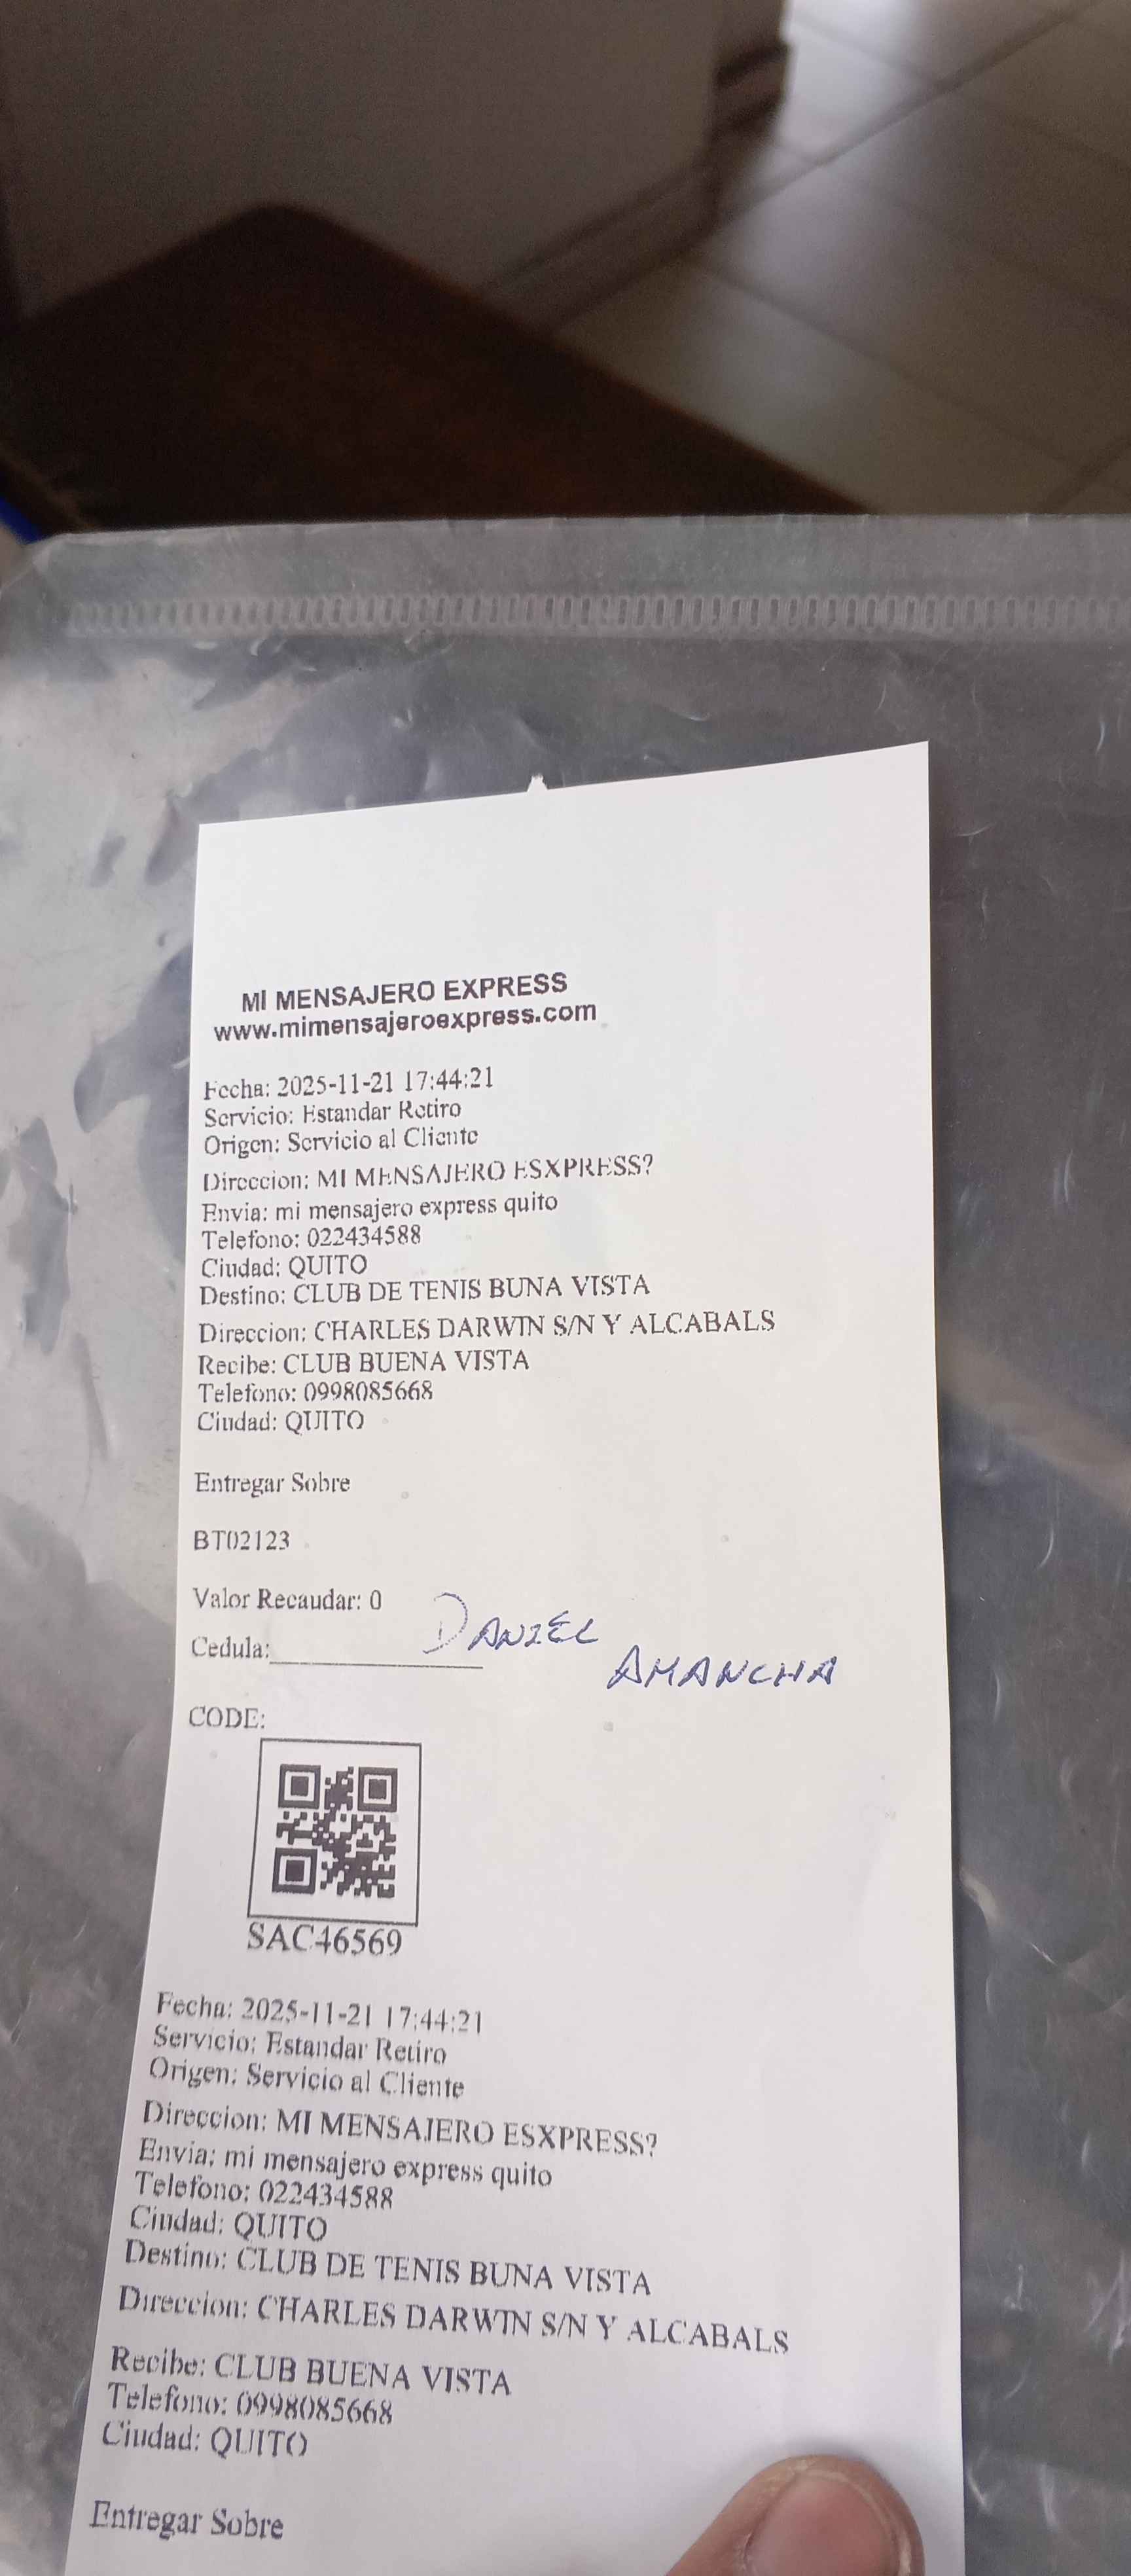 MI MENSAJERO EXPRESS
www.mimensajeroexpress.com
Fecha: 2025-11-21 17:44:21
Servicio: Estandar Retiro
Origen: Servicio al Cliente
Direccion: MI MENSAJERO ESXPRESS?
Envia: mi mensajero express quito
Telefono: 022434588
Ciudad: QUITO
Destino: CLUB DE TENIS BUNA VISTA
Direccion: CHARLES DARWIN S/N Y ALCABALS
Recibe: CLUB BUENA VISTA
Telefono: 0998085668
Ciudad: QUITO
Entregar Sobre
BT02123
Valor Recaudar: 0
DANIEL
Cedula:
AMANCHA
CODE:
SAC46569
Fecha: 2025-11-21 17:44:21
Servicio: Estandar Retiro
Origen: Servicio al Cliente
Direccion: MI MENSAJERO ESXPRESS?
Envia: mi mensajero express quito
Telefono: 022434588
Ciudad: QUITO
Destino: CLUB DE TENIS BUNA VISTA
Direccion: CHARLES DARWIN S/N Y ALCABALS
Recibe: CLUB BUENA VISTA
Telefono: 0998085668
Ciudad: QUITO
Entregar Sobre